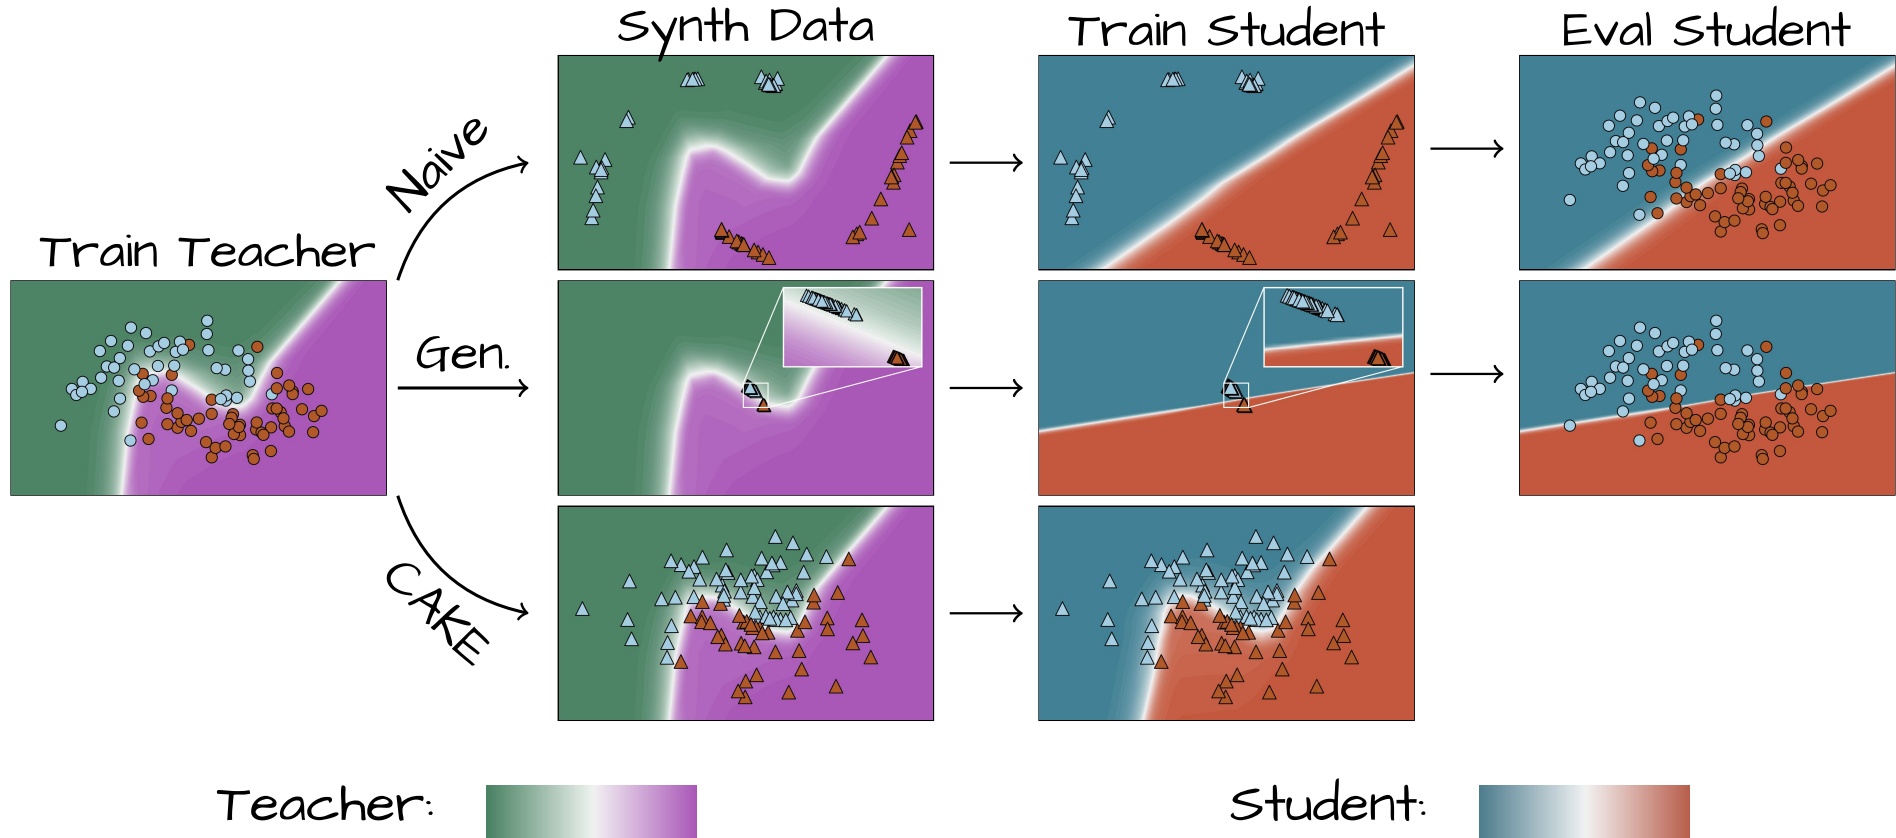 Synth Data
Train Student
Eval Student
Naive
Train Teacher
Gen.
CAKE
Teacher:
Student: